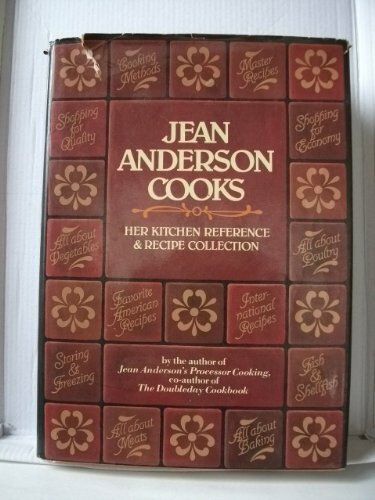 Cooking
Methods
Master
Recipes
Shopping
for
Quality
JEAN
ANDERSON
COOKS
Shopping
for
Economy
HER KITCHEN REFERENCE
& RECIPE COLLECTION
All about
Vegetables
All about
Poultry
Favorite
American
Recipes
Inter-
national
Recipes
Storing
&
Freezing
by the author of
Jean Anderson's Processor Cooking,
co-author of
The Doubleday Cookbook
Fish
&
Shellfish
All about
Meats
All about
Baking